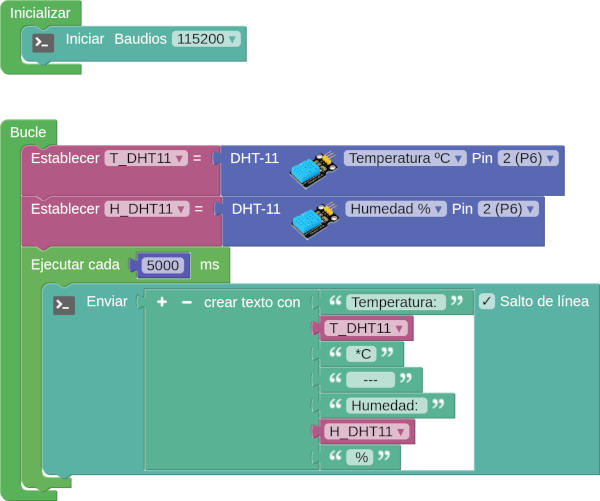 Inicializar
Iniciar Baudios 115200
Bucle
Establecer T_DHT11 = DHT-11 Temperatura ºC Pin 2 (P6)
Establecer H_DHT11 = DHT-11 Humedad % Pin 2 (P6)
Ejecutar cada 5000 ms
Enviar + − crear texto con “ Temperatura: ” ✓ Salto de línea
T_DHT11
“ *C ”
“ --- ”
“ Humedad: ”
H_DHT11
“ % ”